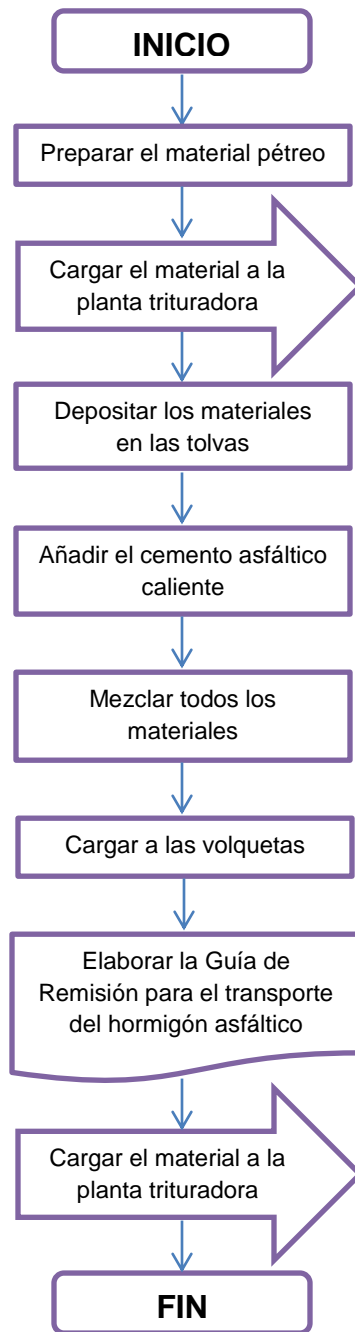 INICIO
Preparar el material pétreo
Cargar el material a la
planta trituradora
Depositar los materiales
en las tolvas
Añadir el cemento asfáltico
caliente
Mezclar todos los
materiales
Cargar a las volquetas
Elaborar la Guía de
Remisión para el transporte
del hormigón asfáltico
Cargar el material a la
planta trituradora
FIN